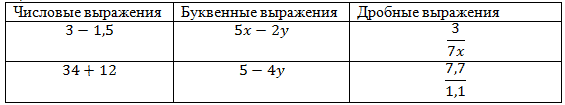 Числовые выражения Буквенные выражения Дробные выражения
3 − 1,5 5x − 2y 3/7x
34 + 12 5 − 4y 7,7/1,1